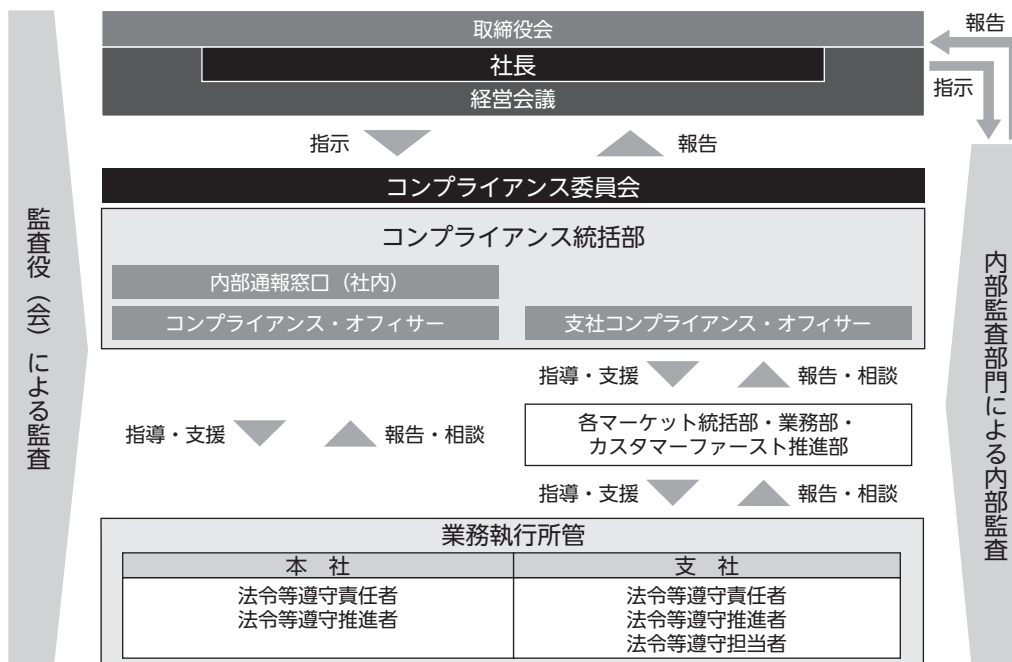 取締役会
社長
経営会議
報告
指示
指示
報告
コンプライアンス委員会
コンプライアンス統括部
内部通報窓口（社内）
コンプライアンス・オフィサー
支社コンプライアンス・オフィサー
指導・支援
報告・相談
各マーケット統括部・業務部・
カスタマーファースト推進部
指導・支援
報告・相談
指導・支援
報告・相談
業務執行所管
本　社
支　社
法令等遵守責任者
法令等遵守推進者
法令等遵守責任者
法令等遵守推進者
法令等遵守担当者
監査役（会）による監査
内部監査部門による内部監査